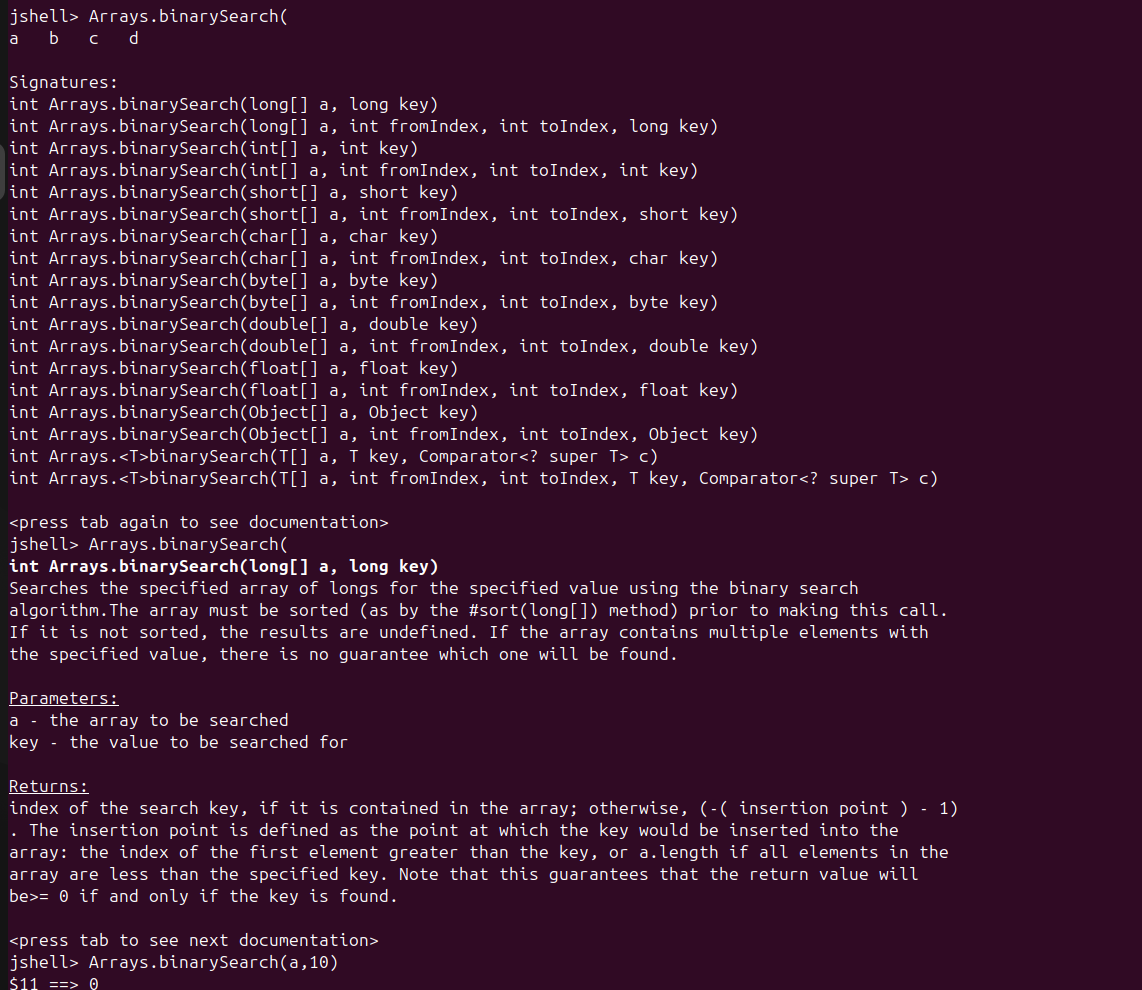 jshell> Arrays.binarySearch(
a   b   c   d
Signatures:
int Arrays.binarySearch(long[] a, long key)
int Arrays.binarySearch(long[] a, int fromIndex, int toIndex, long key)
int Arrays.binarySearch(int[] a, int key)
int Arrays.binarySearch(int[] a, int fromIndex, int toIndex, int key)
int Arrays.binarySearch(short[] a, short key)
int Arrays.binarySearch(short[] a, int fromIndex, int toIndex, short key)
int Arrays.binarySearch(char[] a, char key)
int Arrays.binarySearch(char[] a, int fromIndex, int toIndex, char key)
int Arrays.binarySearch(byte[] a, byte key)
int Arrays.binarySearch(byte[] a, int fromIndex, int toIndex, byte key)
int Arrays.binarySearch(double[] a, double key)
int Arrays.binarySearch(double[] a, int fromIndex, int toIndex, double key)
int Arrays.binarySearch(float[] a, float key)
int Arrays.binarySearch(float[] a, int fromIndex, int toIndex, float key)
int Arrays.binarySearch(Object[] a, Object key)
int Arrays.binarySearch(Object[] a, int fromIndex, int toIndex, Object key)
int Arrays.<T>binarySearch(T[] a, T key, Comparator<? super T> c)
int Arrays.<T>binarySearch(T[] a, int fromIndex, int toIndex, T key, Comparator<? super T> c)
<press tab again to see documentation>
jshell> Arrays.binarySearch(
int Arrays.binarySearch(long[] a, long key)
Searches the specified array of longs for the specified value using the binary search
algorithm.The array must be sorted (as by the #sort(long[]) method) prior to making this call.
If it is not sorted, the results are undefined. If the array contains multiple elements with
the specified value, there is no guarantee which one will be found.
Parameters:
a - the array to be searched
key - the value to be searched for
Returns:
index of the search key, if it is contained in the array; otherwise, (-( insertion point ) - 1)
. The insertion point is defined as the point at which the key would be inserted into the
array: the index of the first element greater than the key, or a.length if all elements in the
array are less than the specified key. Note that this guarantees that the return value will
be>= 0 if and only if the key is found.
<press tab to see next documentation>
jshell> Arrays.binarySearch(a,10)
$11 ==> 0